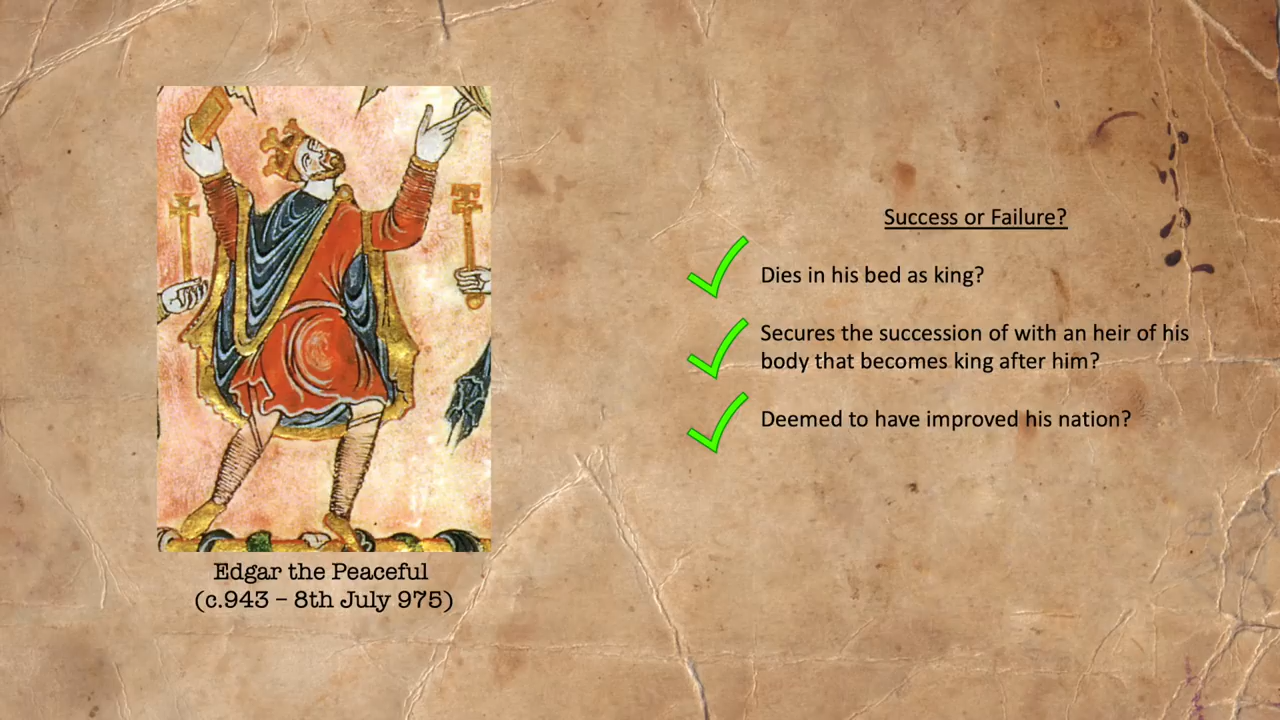 Success or Failure?
Dies in his bed as king?
Secures the succession of with an heir of his
body that becomes king after him?
Deemed to have improved his nation?
Edgar the Peaceful
(c.943 – 8th July 975)